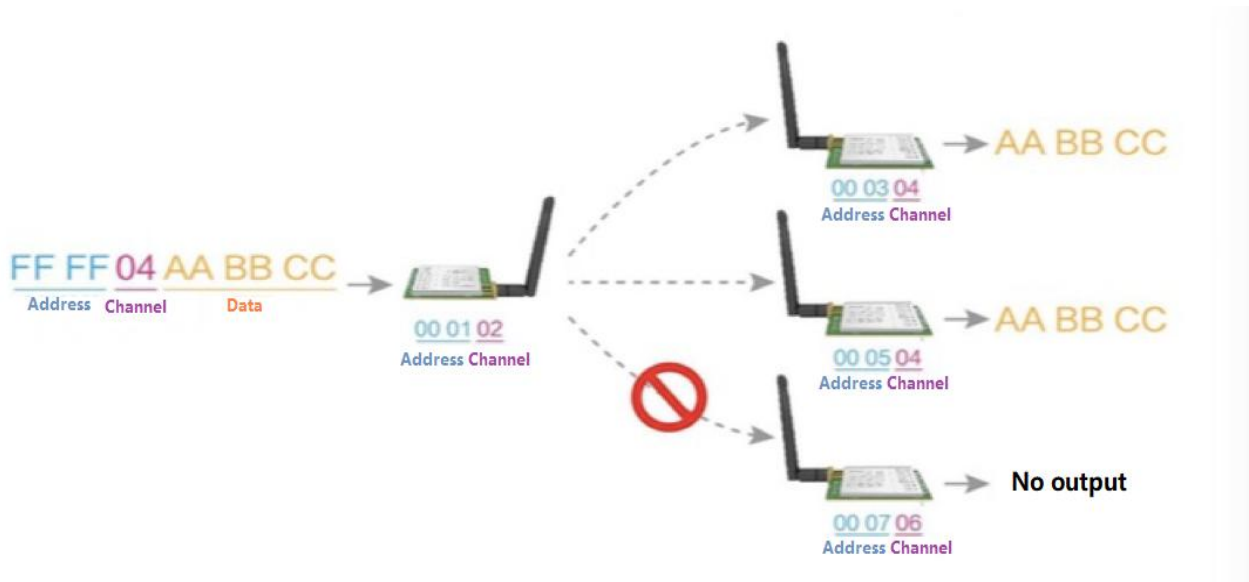 FF FF 04 AA BB CC
Address Channel Data
00 01 02
Address Channel
AA BB CC
00 03 04
Address Channel
AA BB CC
00 05 04
Address Channel
No output
00 07 06
Address Channel